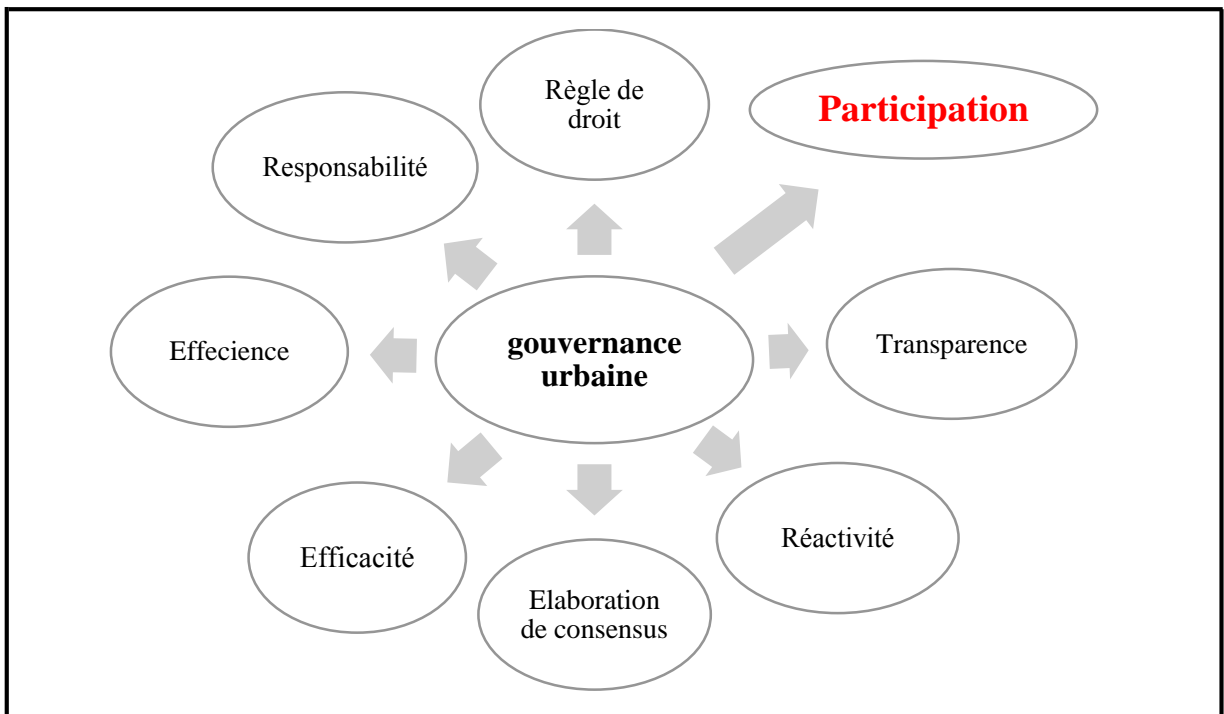 Règle de
droit
Participation
Responsabilité
Effecience
gouvernance
urbaine
Transparence
Efficacité
Réactivité
Elaboration
de consensus